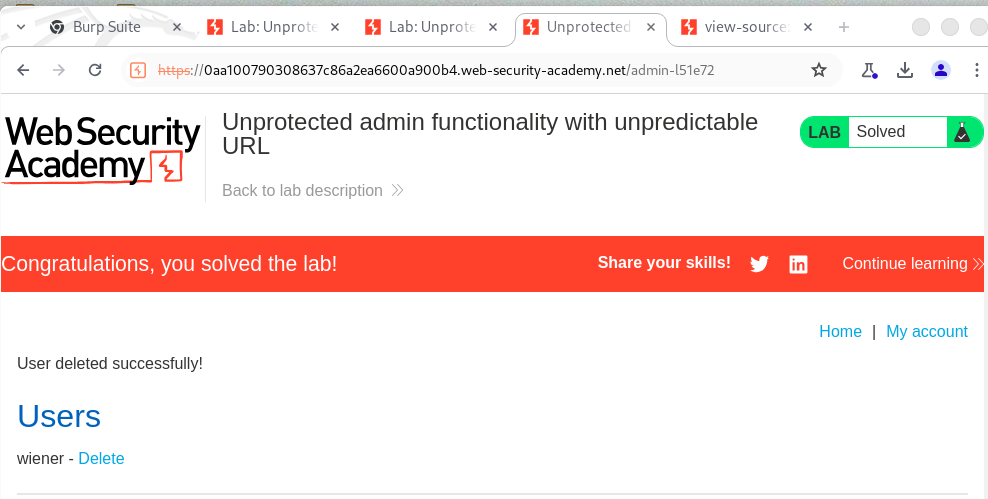 Burp Suite
Lab: Unprote
Lab: Unprote
Unprotected
view-source:
https://0aa100790308637c86a2ea6600a900b4.web-security-academy.net/admin-l51e72
Web Security
Academy
Unprotected admin functionality with unpredictable
URL
LAB Solved
Back to lab description
Congratulations, you solved the lab!
Share your skills!
Continue learning
Home | My account
User deleted successfully!
Users
wiener - Delete